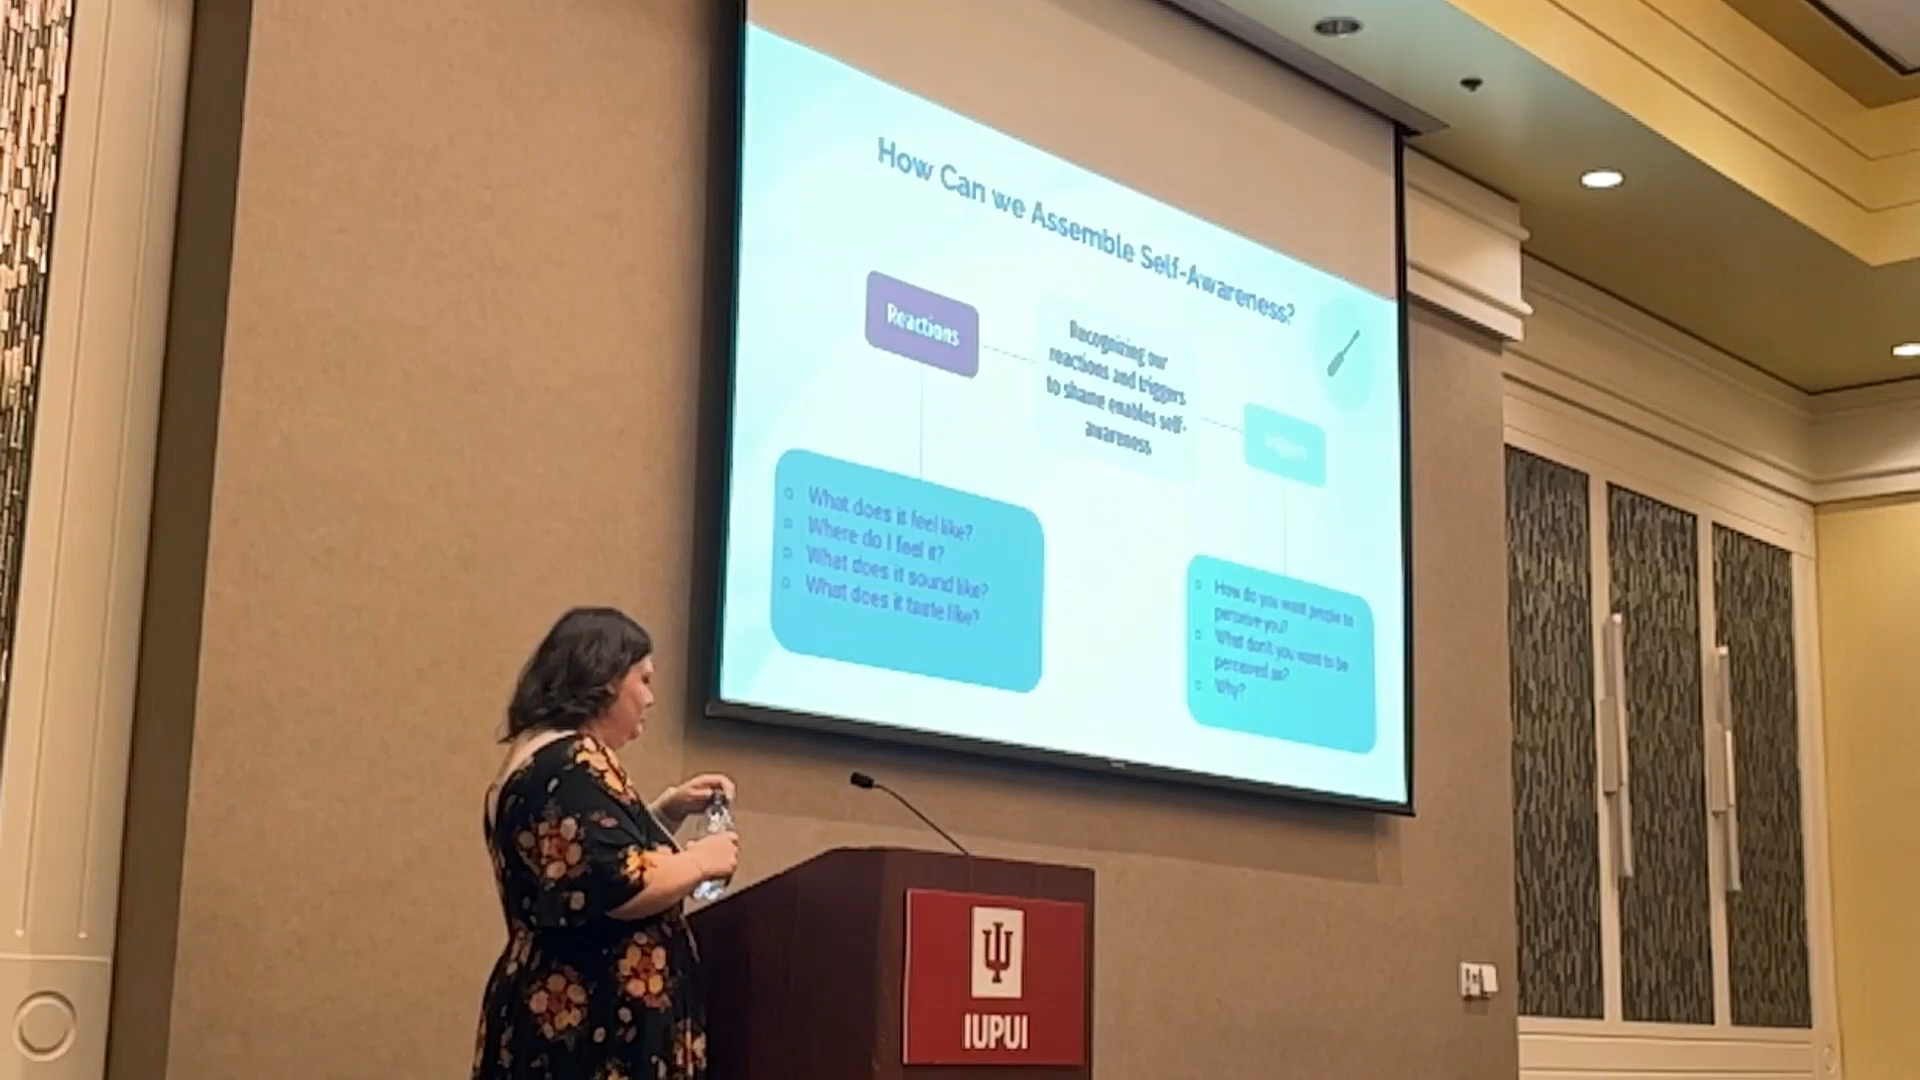 How Can we Assemble Self-Awareness?
Reactions
Recognizing our
reactions and triggers
to shame enables self-
awareness
What does it feel like?
Where do I feel it?
What does it sound like?
What does it taste like?
How do you want people to
perceive you?
What don't you want to be
perceived as?
Why?
IUPUI